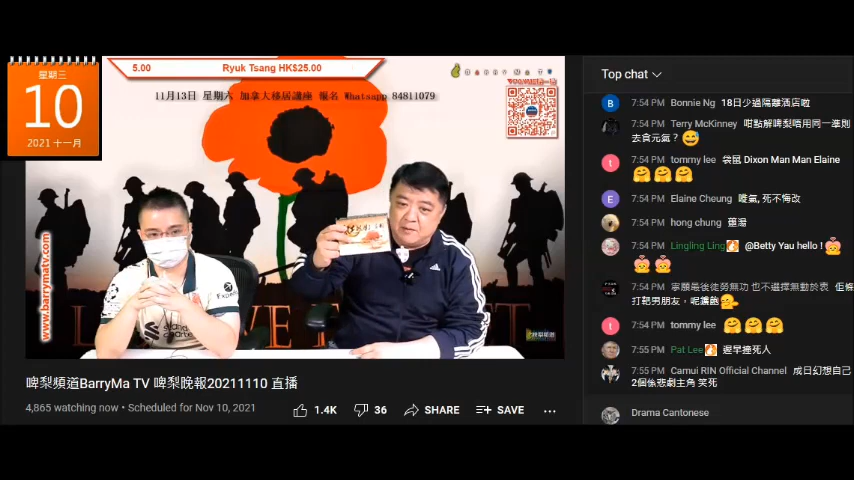 星期三
10
2021 十一月
5.00 Ryuk Tsang HK$25.00
11月13日 星期六 加拿大移居講座 報名 Whatsapp 84811079
www.barrymatv.com
啤梨頻道BarryMa TV 啤梨晚報20211110 直播
4,865 watching now • Scheduled for Nov 10, 2021
1.4K
36
SHARE
SAVE
Top chat
7:54 PM Bonnie Ng 18日少過隔離酒店啦
7:54 PM Terry McKinney 咁點解啤梨唔用同一準則
去食元氣？
7:54 PM tommy lee 袋鼠 Dixon Man Man Elaine
7:54 PM Elaine Cheung 晦氣, 死不悔改
7:54 PM hong chung 雞湯
7:54 PM Lingling Ling @Betty Yau hello !
7:54 PM 寧願最後徒勞無功 也不選擇無動於衷 佢條
打靶男朋友，呢鑊飽
7:54 PM tommy lee
7:55 PM Pat Lee 遲早撞死人
7:55 PM Camui RIN Official Channel 成日幻想自己
2個係悲劇主角 笑死
Drama Cantonese